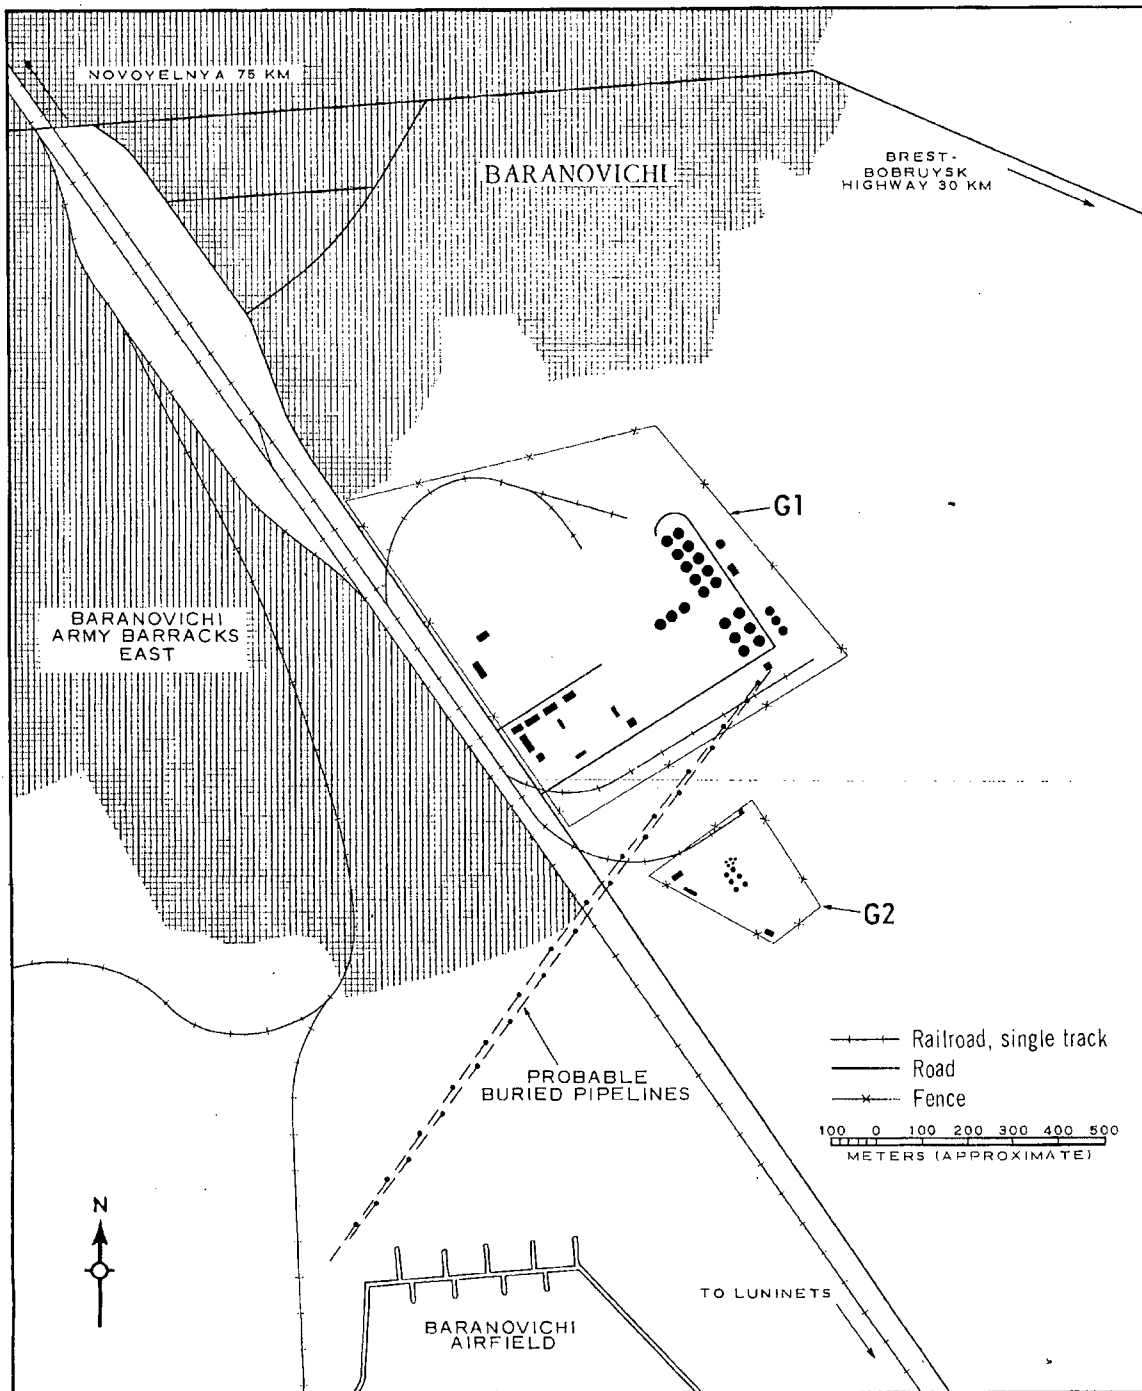 NOVOYELNYA 75 KM
BARANOVICHI
BREST-
BOBRUYSK
HIGHWAY 30 KM
G1
BARANOVICHI
ARMY BARRACKS
EAST
G2
PROBABLE
BURIED PIPELINES
Railroad, single track
Road
Fence
100 0 100 200 300 400 500
METERS (APPROXIMATE)
N
TO LUNINETS
BARANOVICHI
AIRFIELD